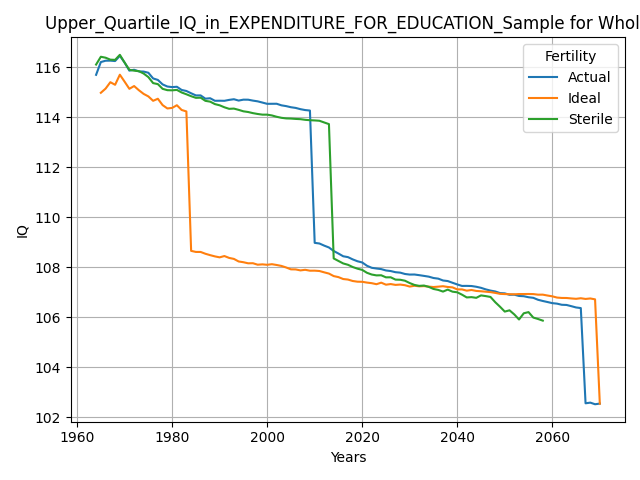 Upper_Quartile_IQ_in_EXPENDITURE_FOR_EDUCATION_Sample for Whol
Fertility
Actual
Ideal
Sterile
IQ
116
114
112
110
108
106
104
102
1960 1980 2000 2020 2040 2060
Years